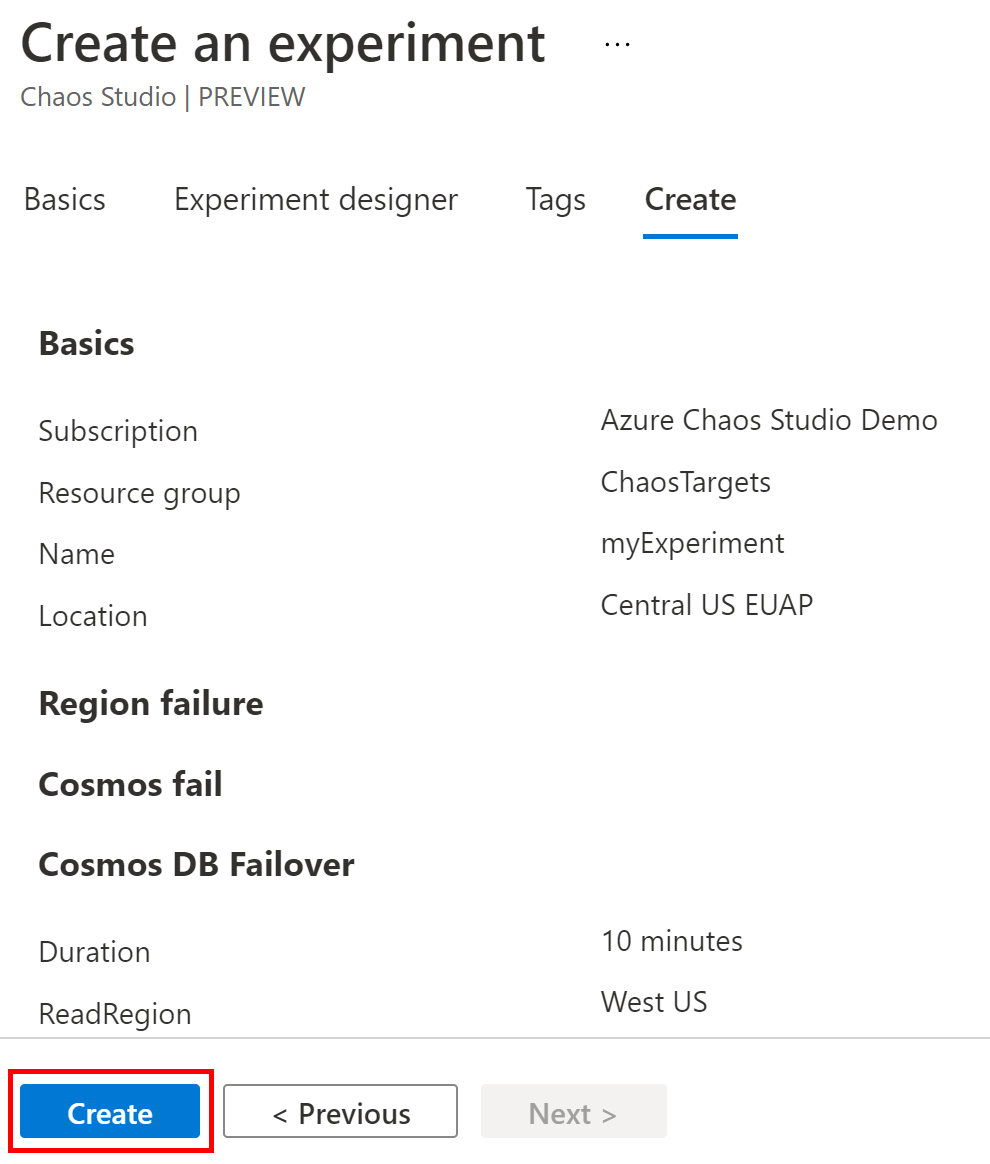 Create an experiment ...
Chaos Studio | PREVIEW
Basics Experiment designer Tags Create
Basics
Subscription Azure Chaos Studio Demo
Resource group ChaosTargets
Name myExperiment
Location Central US EUAP
Region failure
Cosmos fail
Cosmos DB Failover
Duration 10 minutes
ReadRegion West US
Create < Previous Next >